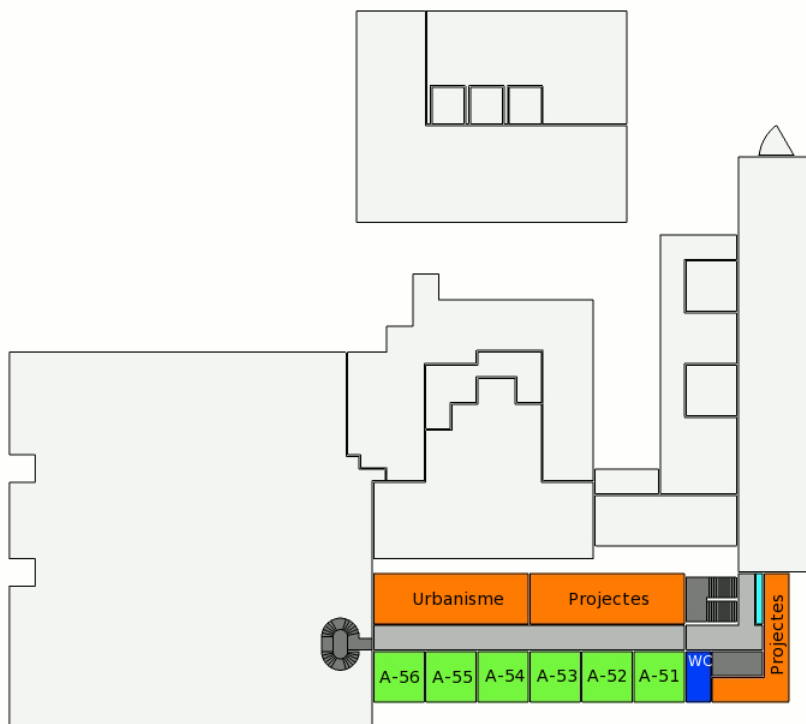 Urbanisme
Projectes
Projectes
A-56
A-55
A-54
A-53
A-52
A-51
WC